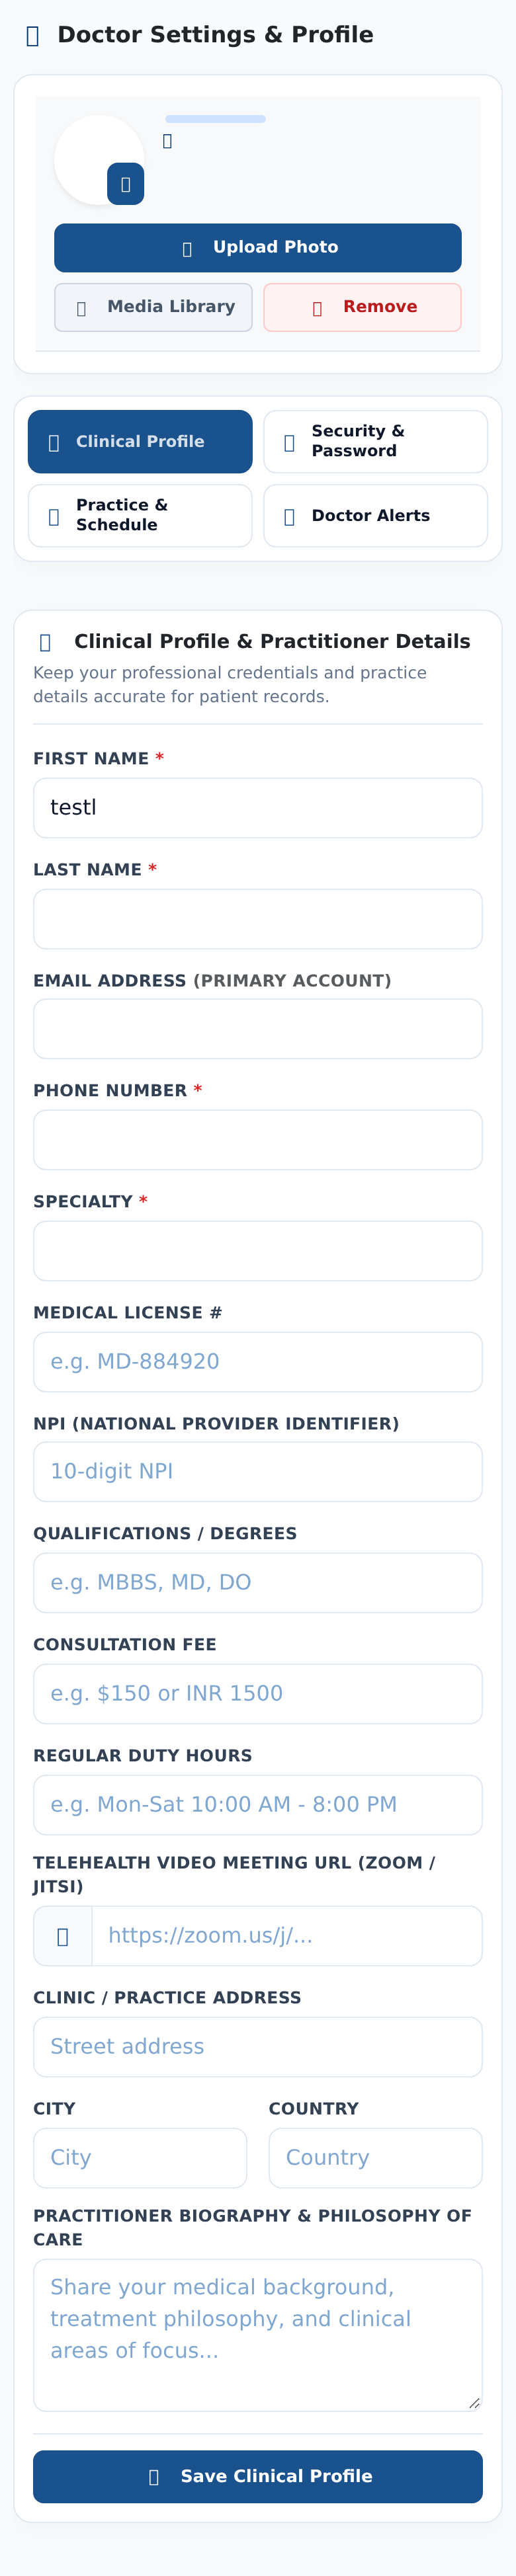 Doctor Settings & Profile
Upload Photo
Media Library
Remove
Clinical Profile
Security &
Password
Practice &
Schedule
Doctor Alerts
Clinical Profile & Practitioner Details
Keep your professional credentials and practice
details accurate for patient records.
FIRST NAME *
testl
LAST NAME *
EMAIL ADDRESS (PRIMARY ACCOUNT)
PHONE NUMBER *
SPECIALTY *
MEDICAL LICENSE #
e.g. MD-884920
NPI (NATIONAL PROVIDER IDENTIFIER)
10-digit NPI
QUALIFICATIONS / DEGREES
e.g. MBBS, MD, DO
CONSULTATION FEE
e.g. $150 or INR 1500
REGULAR DUTY HOURS
e.g. Mon-Sat 10:00 AM - 8:00 PM
TELEHEALTH VIDEO MEETING URL (ZOOM /
JITSI)
https://zoom.us/j/...
CLINIC / PRACTICE ADDRESS
Street address
CITY
COUNTRY
City
Country
PRACTITIONER BIOGRAPHY & PHILOSOPHY OF
CARE
Share your medical background,
treatment philosophy, and clinical
areas of focus...
Save Clinical Profile